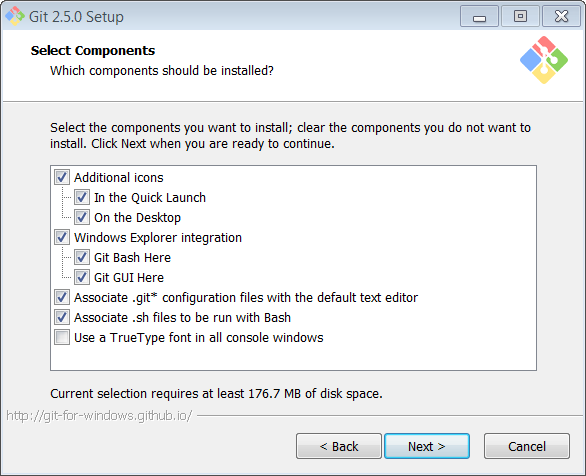 Git 2.5.0 Setup
Select Components
Which components should be installed?
Select the components you want to install; clear the components you do not want to
install. Click Next when you are ready to continue.
Additional icons
In the Quick Launch
On the Desktop
Windows Explorer integration
Git Bash Here
Git GUI Here
Associate .git* configuration files with the default text editor
Associate .sh files to be run with Bash
Use a TrueType font in all console windows
Current selection requires at least 176.7 MB of disk space.
http://git-for-windows.github.io/
< Back
Next >
Cancel